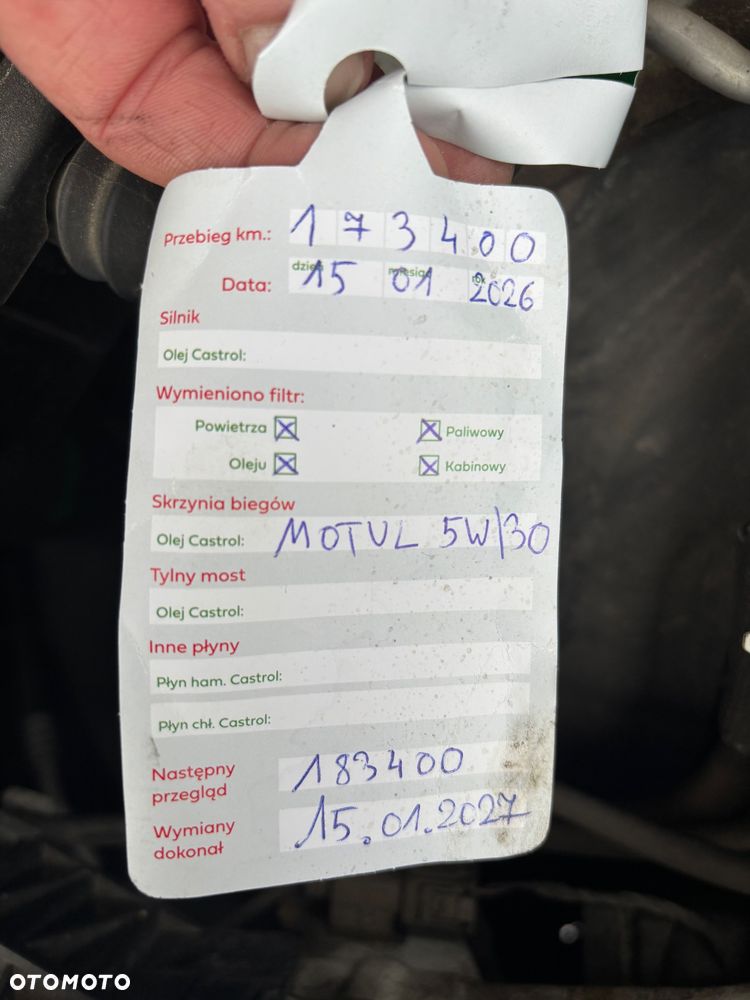 Przebieg km.: 173400
dzień miesiąc rok
Data: 15 01 2026
Silnik
Olej Castrol:
Wymieniono filtr:
Powietrza Paliwowy
Oleju Kabinowy
Skrzynia biegów
Olej Castrol: MOTUL 5W/30
Tylny most
Olej Castrol:
Inne płyny
Płyn ham. Castrol:
Płyn chł. Castrol:
Następny
przegląd 183400
Wymiany
dokonał 15.01.2027
OTOMOTO